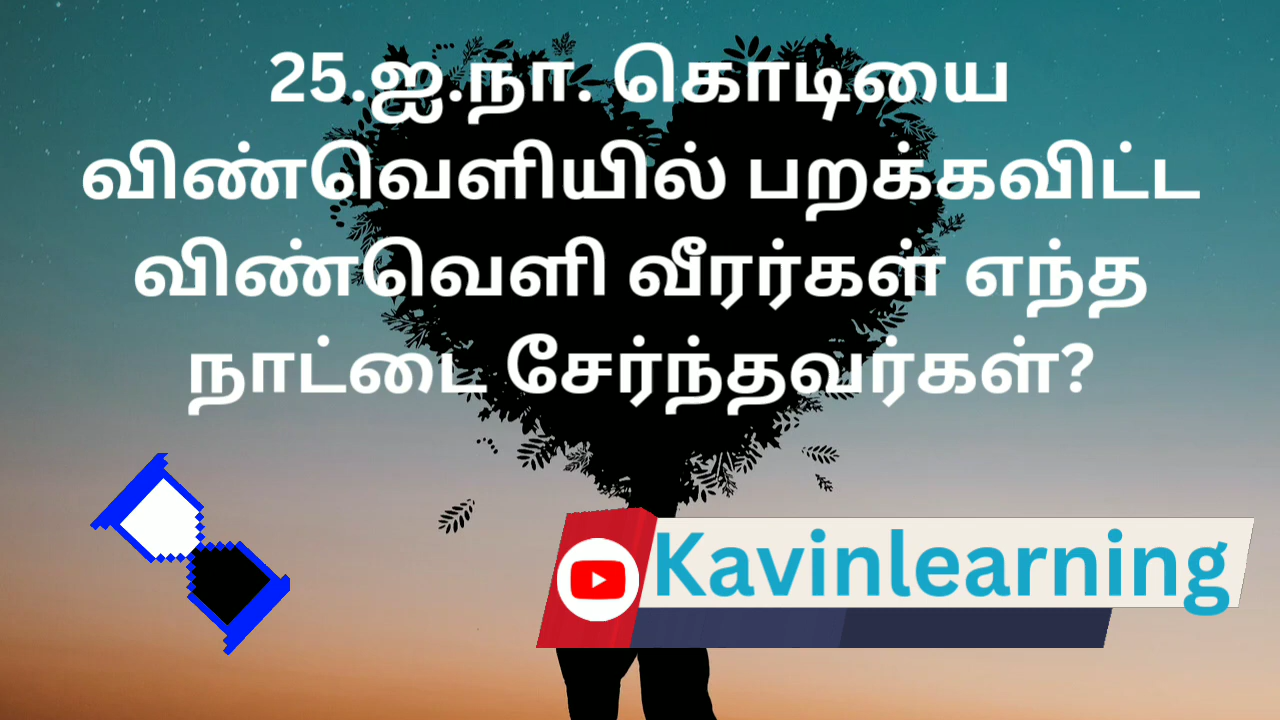 25.ஐ.நா. கொடியை
விண்வெளியில் பறக்கவிட்ட
விண்வெளி வீரர்கள் எந்த
நாட்டை சேர்ந்தவர்கள்?
Kavinlearning